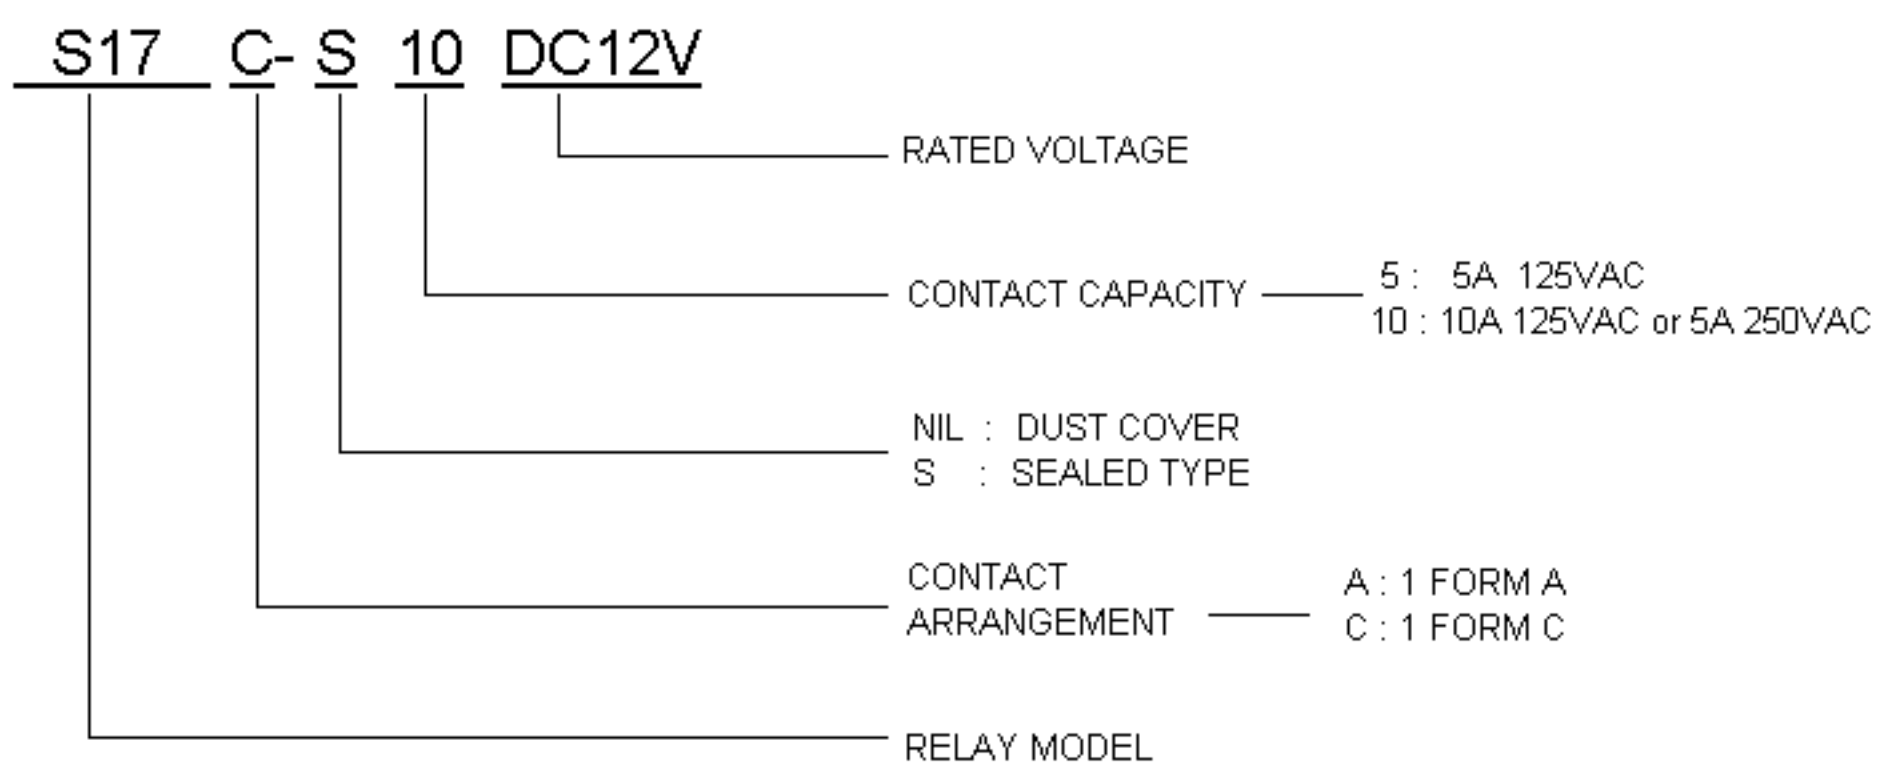 S17 C- S 10 DC12V
RATED VOLTAGE
CONTACT CAPACITY
5 : 5A 125VAC
10 : 10A 125VAC or 5A 250VAC
NIL : DUST COVER
S : SEALED TYPE
CONTACT
ARRANGEMENT
A : 1 FORM A
C : 1 FORM C
RELAY MODEL